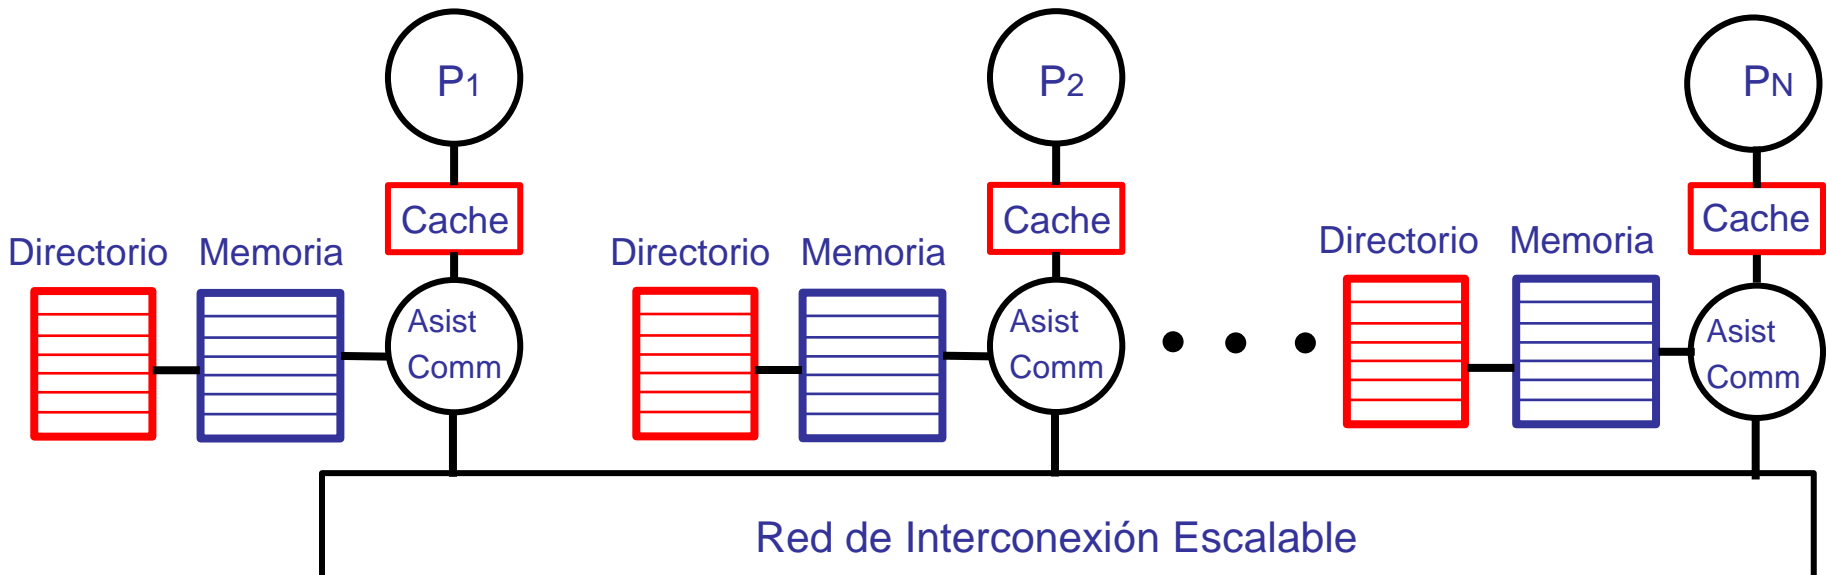 P1
P2
PN
Cache
Cache
Cache
Directorio Memoria
Directorio Memoria
Directorio Memoria
Asist
Comm
Asist
Comm
Asist
Comm
Red de Interconexión Escalable